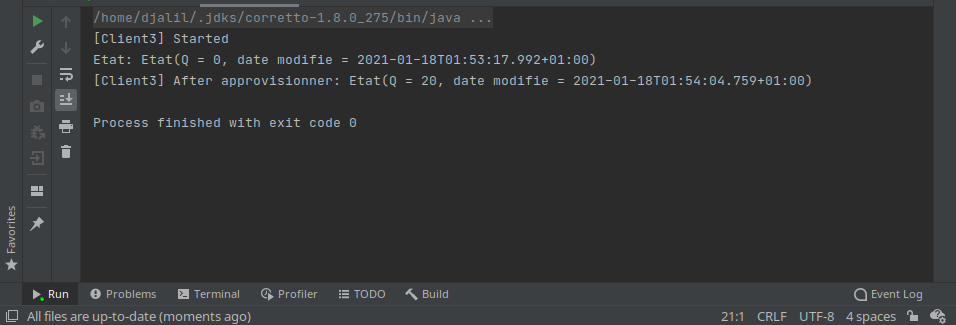 /home/djalil/.jdks/corretto-1.8.0_275/bin/java ...
[Client3] Started
Etat: Etat(Q = 0, date modifie = 2021-01-18T01:53:17.992+01:00)
[Client3] After approvisionner: Etat(Q = 20, date modifie = 2021-01-18T01:54:04.759+01:00)
Process finished with exit code 0
Favorites
Run Problems Terminal Profiler TODO Build Event Log
All files are up-to-date (moments ago) 21:1 CRLF UTF-8 4 spaces